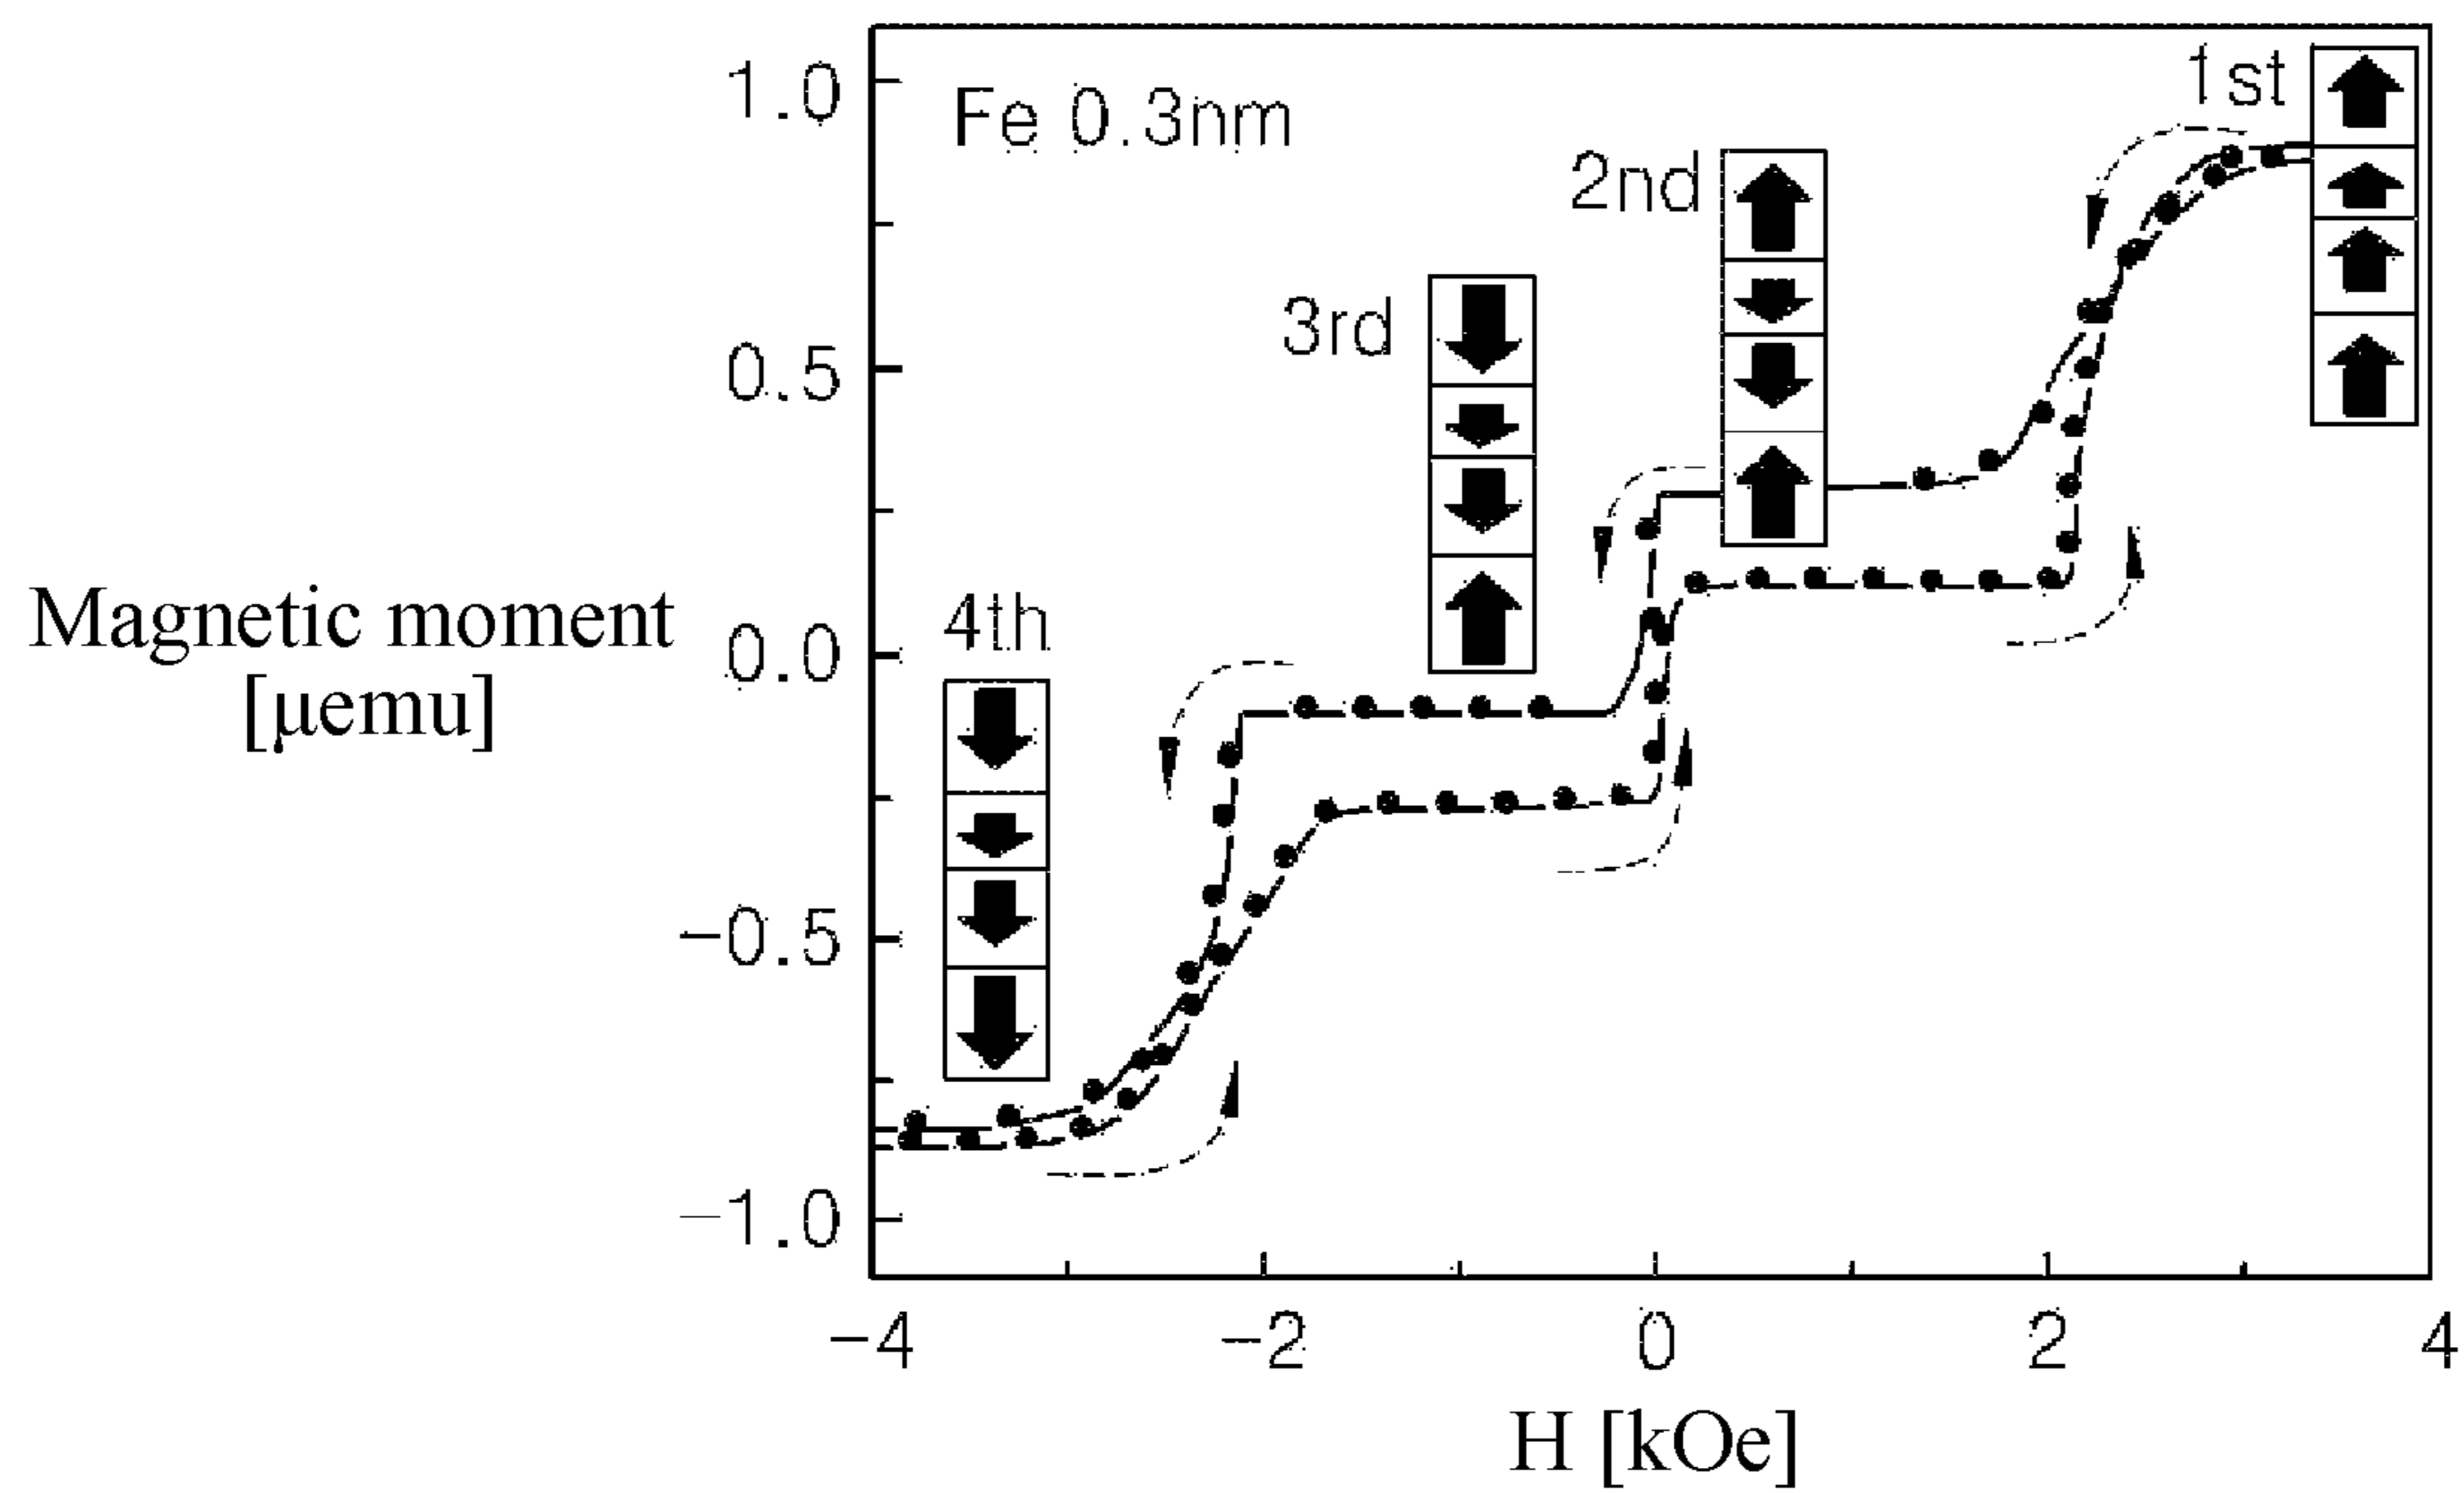 1.0
Fe 0.3nm
1st
2nd
3rd
0.5
4th
Magnetic moment
[μemu]
0.0
−0.5
−1.0
−4
−2
0
2
4
H [kOe]